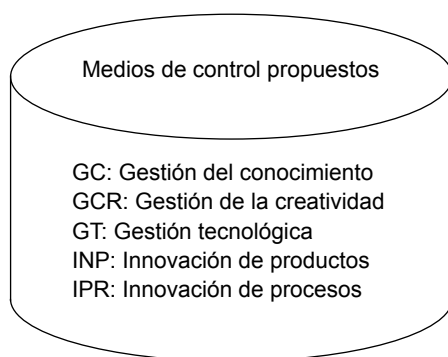 Medios de control propuestos
GC: Gestión del conocimiento
GCR: Gestión de la creatividad
GT: Gestión tecnológica
INP: Innovación de productos
IPR: Innovación de procesos